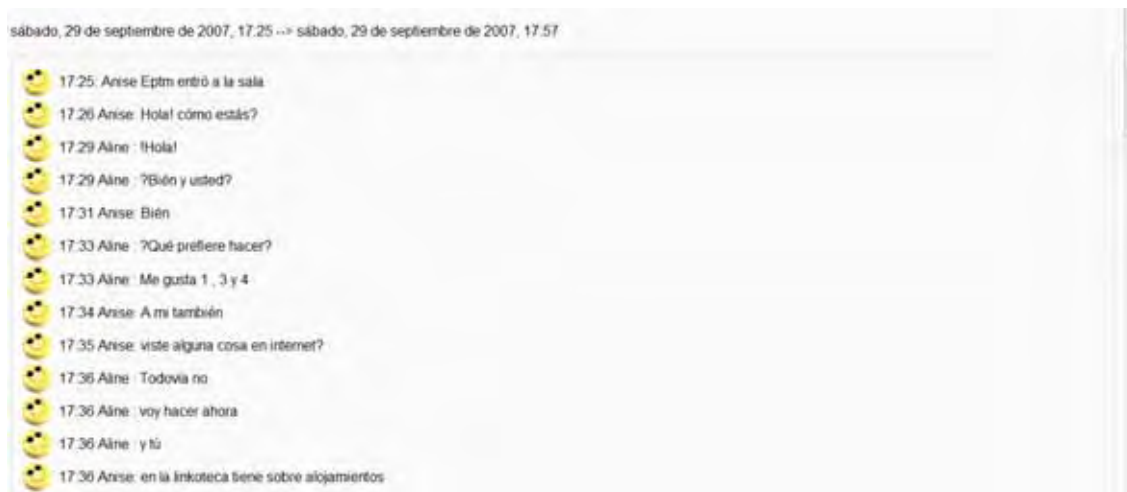 sábado, 29 de septiembre de 2007, 17:25 --> sábado, 29 de septiembre de 2007, 17:57
17:25: Anise Eptm entró a la sala
17:26 Anise: Hola! cómo estás?
17:29 Aline : !Hola!
17:29 Aline : ?Bién y usted?
17:31 Anise: Bién
17:33 Aline : ?Qué prefiere hacer?
17:33 Aline : Me gusta 1 , 3 y 4
17:34 Anise: A mi también
17:35 Anise: viste alguna cosa en internet?
17:36 Aline : Todovia no
17:36 Aline : voy hacer ahora
17:36 Aline : y tú
17:36 Anise: en la linkoteca tiene sobre alojamientos